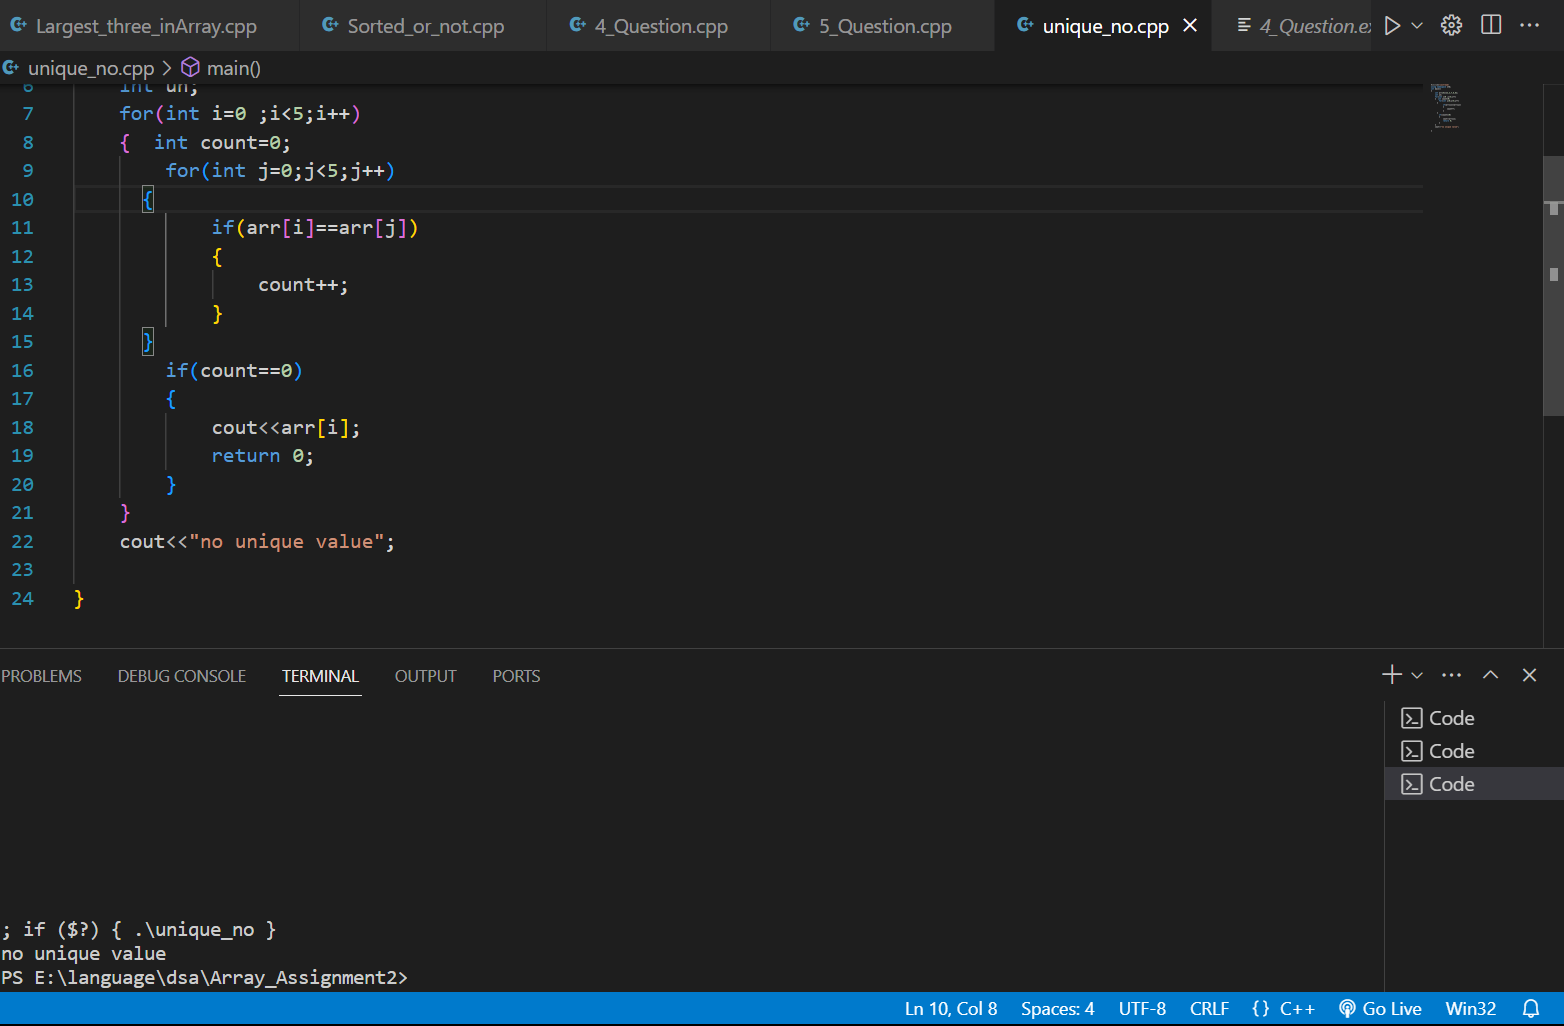 Largest_three_inArray.cpp Sorted_or_not.cpp 4_Question.cpp 5_Question.cpp unique_no.cpp 4_Question.ex
unique_no.cpp > main()
6 int un;
7 for(int i=0 ;i<5;i++)
8 { int count=0;
9 for(int j=0;j<5;j++)
10 {
11 if(arr[i]==arr[j])
12 {
13 count++;
14 }
15 }
16 if(count==0)
17 {
18 cout<<arr[i];
19 return 0;
20 }
21 }
22 cout<<"no unique value";
23
24 }
PROBLEMS DEBUG CONSOLE TERMINAL OUTPUT PORTS
Code
Code
Code
; if ($?) { .\unique_no }
no unique value
PS E:\language\dsa\Array_Assignment2>
Ln 10, Col 8 Spaces: 4 UTF-8 CRLF {} C++ Go Live Win32